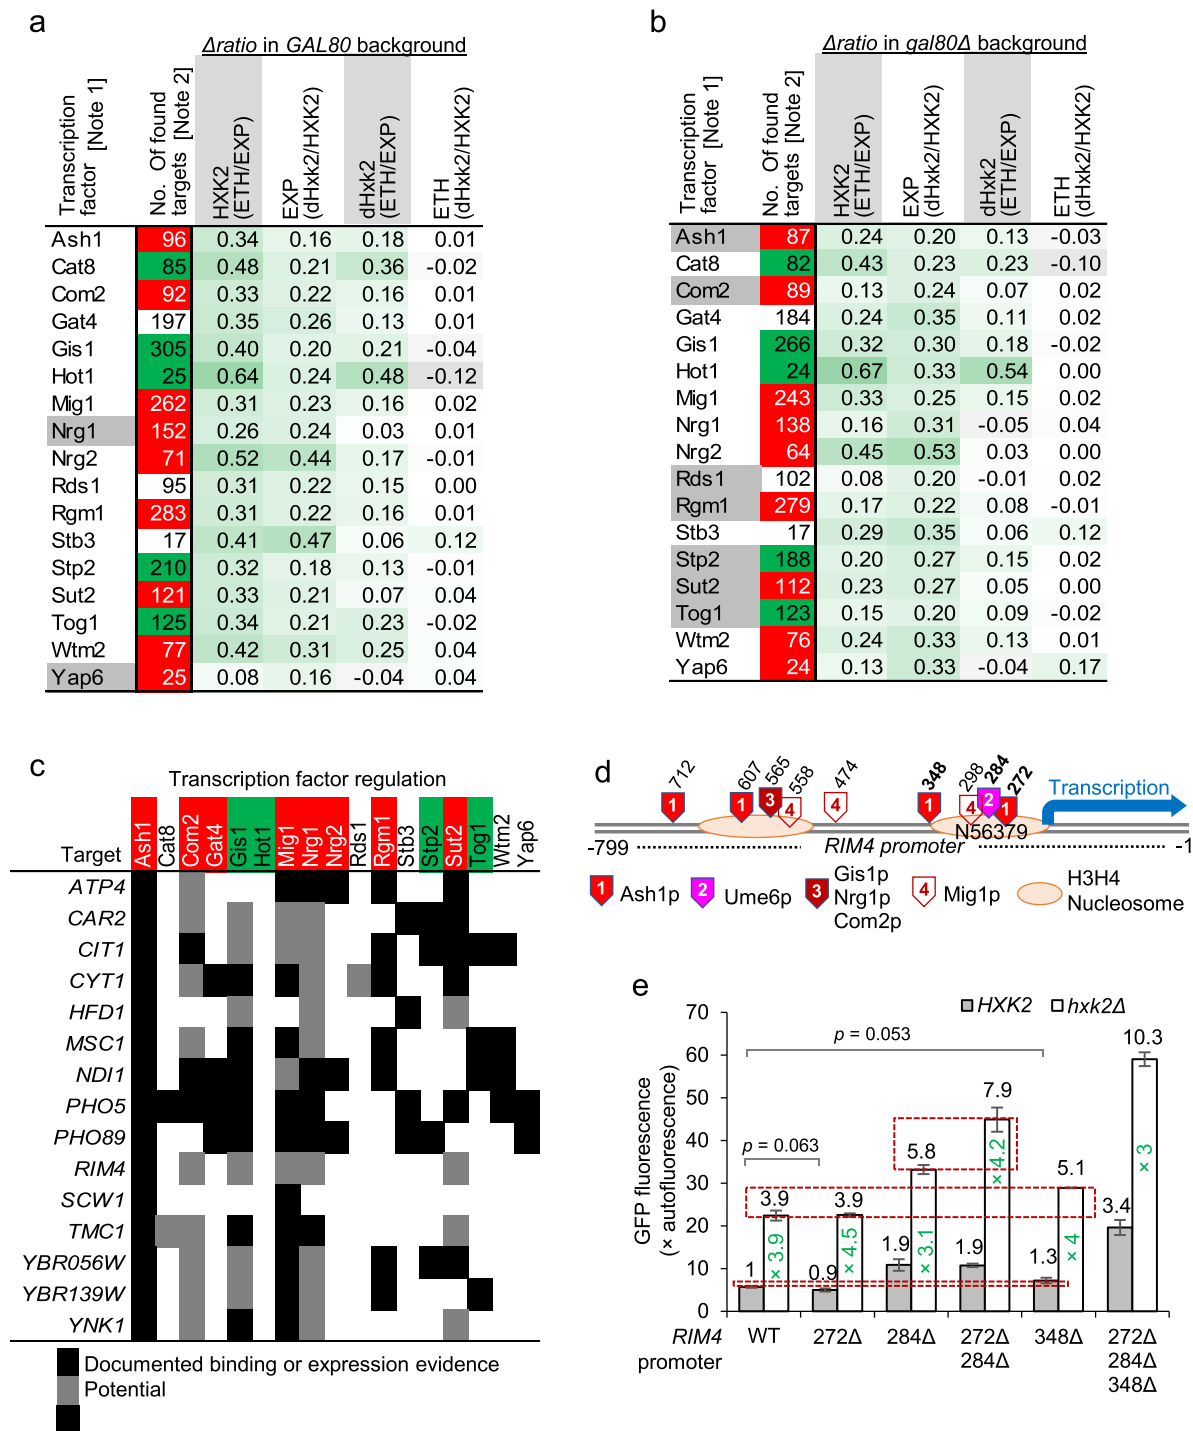 a
Δratio in GAL80 background
Transcription factor [Note 1]
No. Of found targets [Note 2]
HXK2 (ETH/EXP)
EXP (dHxk2/HXK2)
dHxk2 (ETH/EXP)
ETH (dHxk2/HXK2)
Ash1 96 0.34 0.16 0.18 0.01
Cat8 85 0.48 0.21 0.36 -0.02
Com2 92 0.33 0.22 0.16 0.01
Gat4 197 0.35 0.26 0.13 0.01
Gis1 305 0.40 0.20 0.21 -0.04
Hot1 25 0.64 0.24 0.48 -0.12
Mig1 262 0.31 0.23 0.16 0.02
Nrg1 152 0.26 0.24 0.03 0.01
Nrg2 71 0.52 0.44 0.17 -0.01
Rds1 95 0.31 0.22 0.15 0.00
Rgm1 283 0.31 0.22 0.16 0.01
Stb3 17 0.41 0.47 0.06 0.12
Stp2 210 0.32 0.18 0.13 -0.01
Sut2 121 0.33 0.21 0.07 0.04
Tog1 125 0.34 0.21 0.23 -0.02
Wtm2 77 0.42 0.31 0.25 0.04
Yap6 25 0.08 0.16 -0.04 0.04
b
Δratio in gal80Δ background
Transcription factor [Note 1]
No. Of found targets [Note 2]
HXK2 (ETH/EXP)
EXP (dHxk2/HXK2)
dHxk2 (ETH/EXP)
ETH (dHxk2/HXK2)
Ash1 87 0.24 0.20 0.13 -0.03
Cat8 82 0.43 0.23 0.23 -0.10
Com2 89 0.13 0.24 0.07 0.02
Gat4 184 0.24 0.35 0.11 0.02
Gis1 266 0.32 0.30 0.18 -0.02
Hot1 24 0.67 0.33 0.54 0.00
Mig1 243 0.33 0.25 0.15 0.02
Nrg1 138 0.16 0.31 -0.05 0.04
Nrg2 64 0.45 0.53 0.03 0.00
Rds1 102 0.08 0.20 -0.01 0.02
Rgm1 279 0.17 0.22 0.08 -0.01
Stb3 17 0.29 0.35 0.06 0.12
Stp2 188 0.20 0.27 0.15 0.02
Sut2 112 0.23 0.27 0.05 0.00
Tog1 123 0.15 0.20 0.09 -0.02
Wtm2 76 0.24 0.33 0.13 0.01
Yap6 24 0.13 0.33 -0.04 0.17
c
Transcription factor regulation
Target Ash1 Cat8 Com2 Gat4 Gis1 Hot1 Mig1 Nrg1 Nrg2 Rds1 Rgm1 Stb3 Stp2 Sut2 Tog1 Wtm2 Yap6
ATP4
CAR2
CIT1
CYT1
HFD1
MSC1
NDI1
PHO5
PHO89
RIM4
SCW1
TMC1
YBR056W
YBR139W
YNK1
Documented binding or expression evidence
Potential
d
712 607 565 558 474 348 298 284 272
1 1 3 4 4 1 4 2 1
Transcription
N56379
-799 RIM4 promoter -1
1 Ash1p 2 Ume6p 3 Gis1p Nrg1p Com2p 4 Mig1p H3H4 Nucleosome
e
HXK2 hxk2Δ
GFP fluorescence (× autofluorescence)
70
60
50
40
30
20
10
0
p = 0.053
p = 0.063
1 3.9 0.9 3.9 1.9 5.8 1.9 7.9 1.3 5.1 3.4 10.3
× 3.9 × 4.5 × 3.1 × 4.2 × 4 × 3
RIM4 promoter
WT
272Δ
284Δ
272Δ 284Δ
348Δ
272Δ 284Δ 348Δ